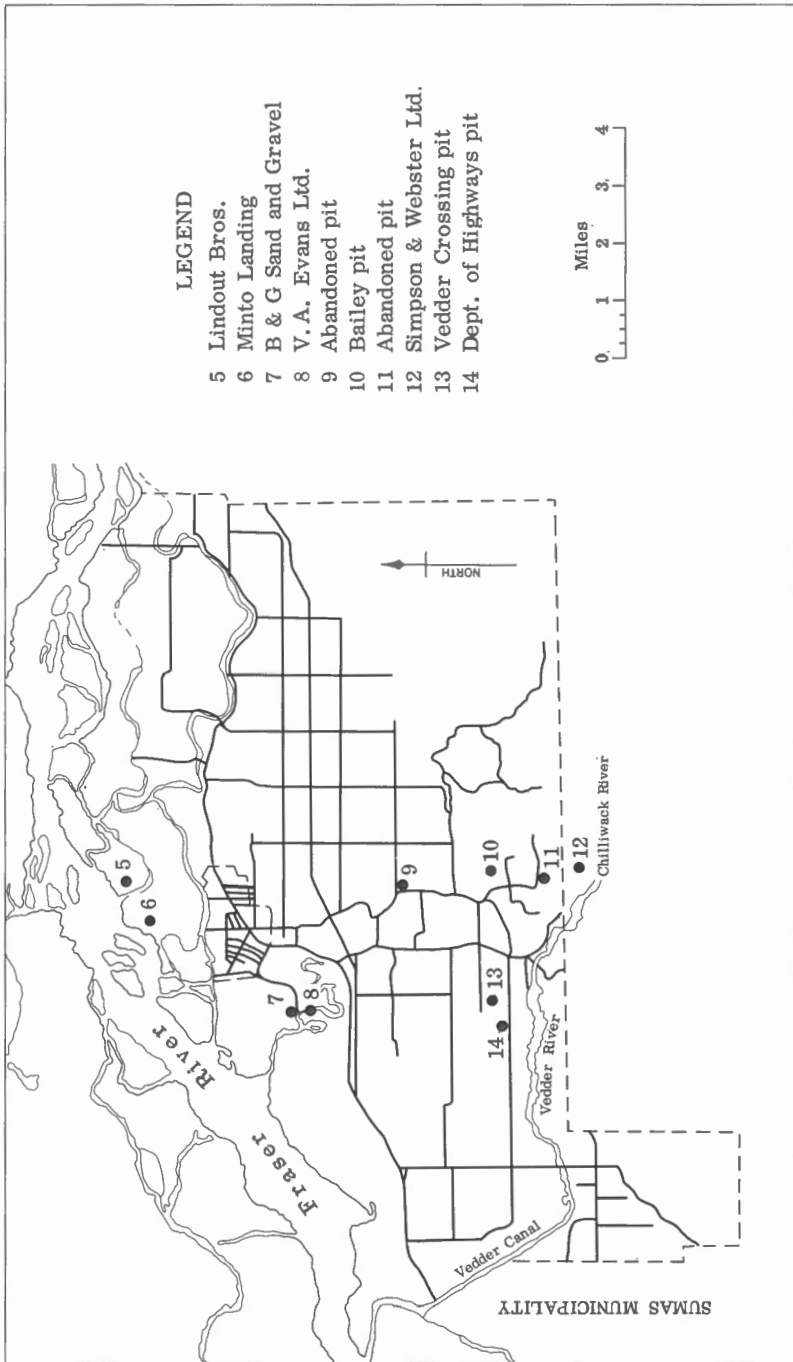 LEGEND
5 Lindout Bros.
6 Minto Landing
7 B & G Sand and Gravel
8 V.A. Evans Ltd.
9 Abandoned pit
10 Bailey pit
11 Abandoned pit
12 Simpson & Webster Ltd.
13 Vedder Crossing pit
14 Dept. of Highways pit
Miles
0 1 2 3 4
5
6
Fraser River
7
8
NORTH
9
10
11
12
13
14
Chilliwack River
Vedder River
Vedder Canal
SUMAS MUNICIPALITY